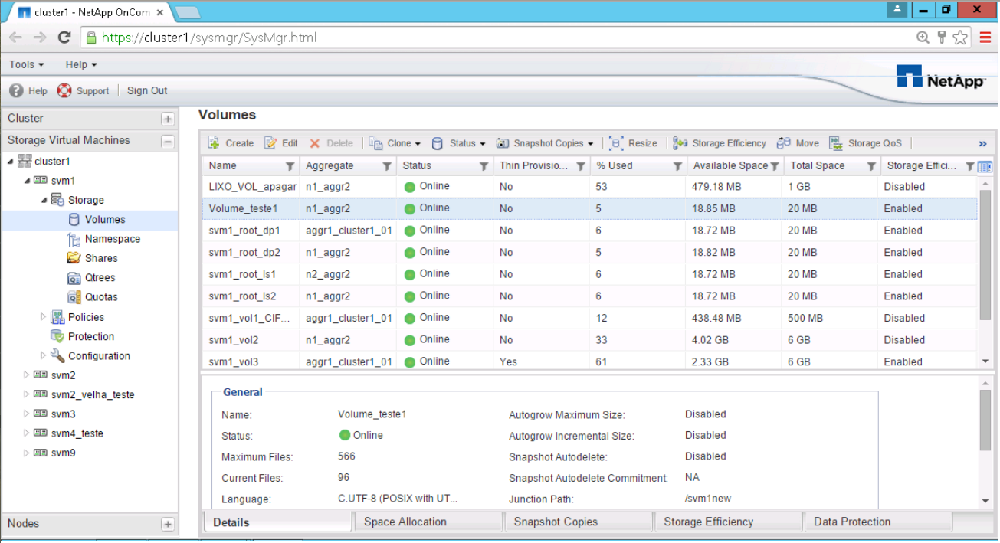 cluster1 - NetApp OnCom
https://cluster1/sysmgr/SysMgr.html
Tools Help
NetApp
Help Support Sign Out
Cluster
Storage Virtual Machines
cluster1
svm1
Storage
Volumes
Namespace
Shares
Qtrees
Quotas
Policies
Protection
Configuration
svm2
svm2_velha_teste
svm3
svm4_teste
svm9
Nodes
Volumes
Create Edit Delete Clone Status Snapshot Copies Resize Storage Efficiency Move Storage QoS »
Name Aggregate Status Thin Provisio... % Used Available Space Total Space Storage Effici...
LIXO_VOL_apagar n1_aggr2 Online No 53 479.18 MB 1 GB Disabled
Volume_teste1 n1_aggr2 Online No 5 18.85 MB 20 MB Enabled
svm1_root_dp1 aggr1_cluster1_01 Online No 6 18.72 MB 20 MB Enabled
svm1_root_dp2 n1_aggr2 Online No 5 18.82 MB 20 MB Enabled
svm1_root_ls1 n2_aggr2 Online No 6 18.72 MB 20 MB Enabled
svm1_root_ls2 n1_aggr2 Online No 6 18.72 MB 20 MB Enabled
svm1_vol1_CIF... aggr1_cluster1_01 Online No 12 438.48 MB 500 MB Disabled
svm1_vol2 n1_aggr2 Online No 33 4.02 GB 6 GB Disabled
svm1_vol3 aggr1_cluster1_01 Online Yes 61 2.33 GB 6 GB Enabled
General
Name: Volume_teste1 Autogrow Maximum Size: Disabled
Status: Online Autogrow Incremental Size: Disabled
Maximum Files: 566 Snapshot Autodelete: Disabled
Current Files: 96 Snapshot Autodelete Commitment: NA
Language: C.UTF-8 (POSIX with UT... Junction Path: /svm1new
Details Space Allocation Snapshot Copies Storage Efficiency Data Protection